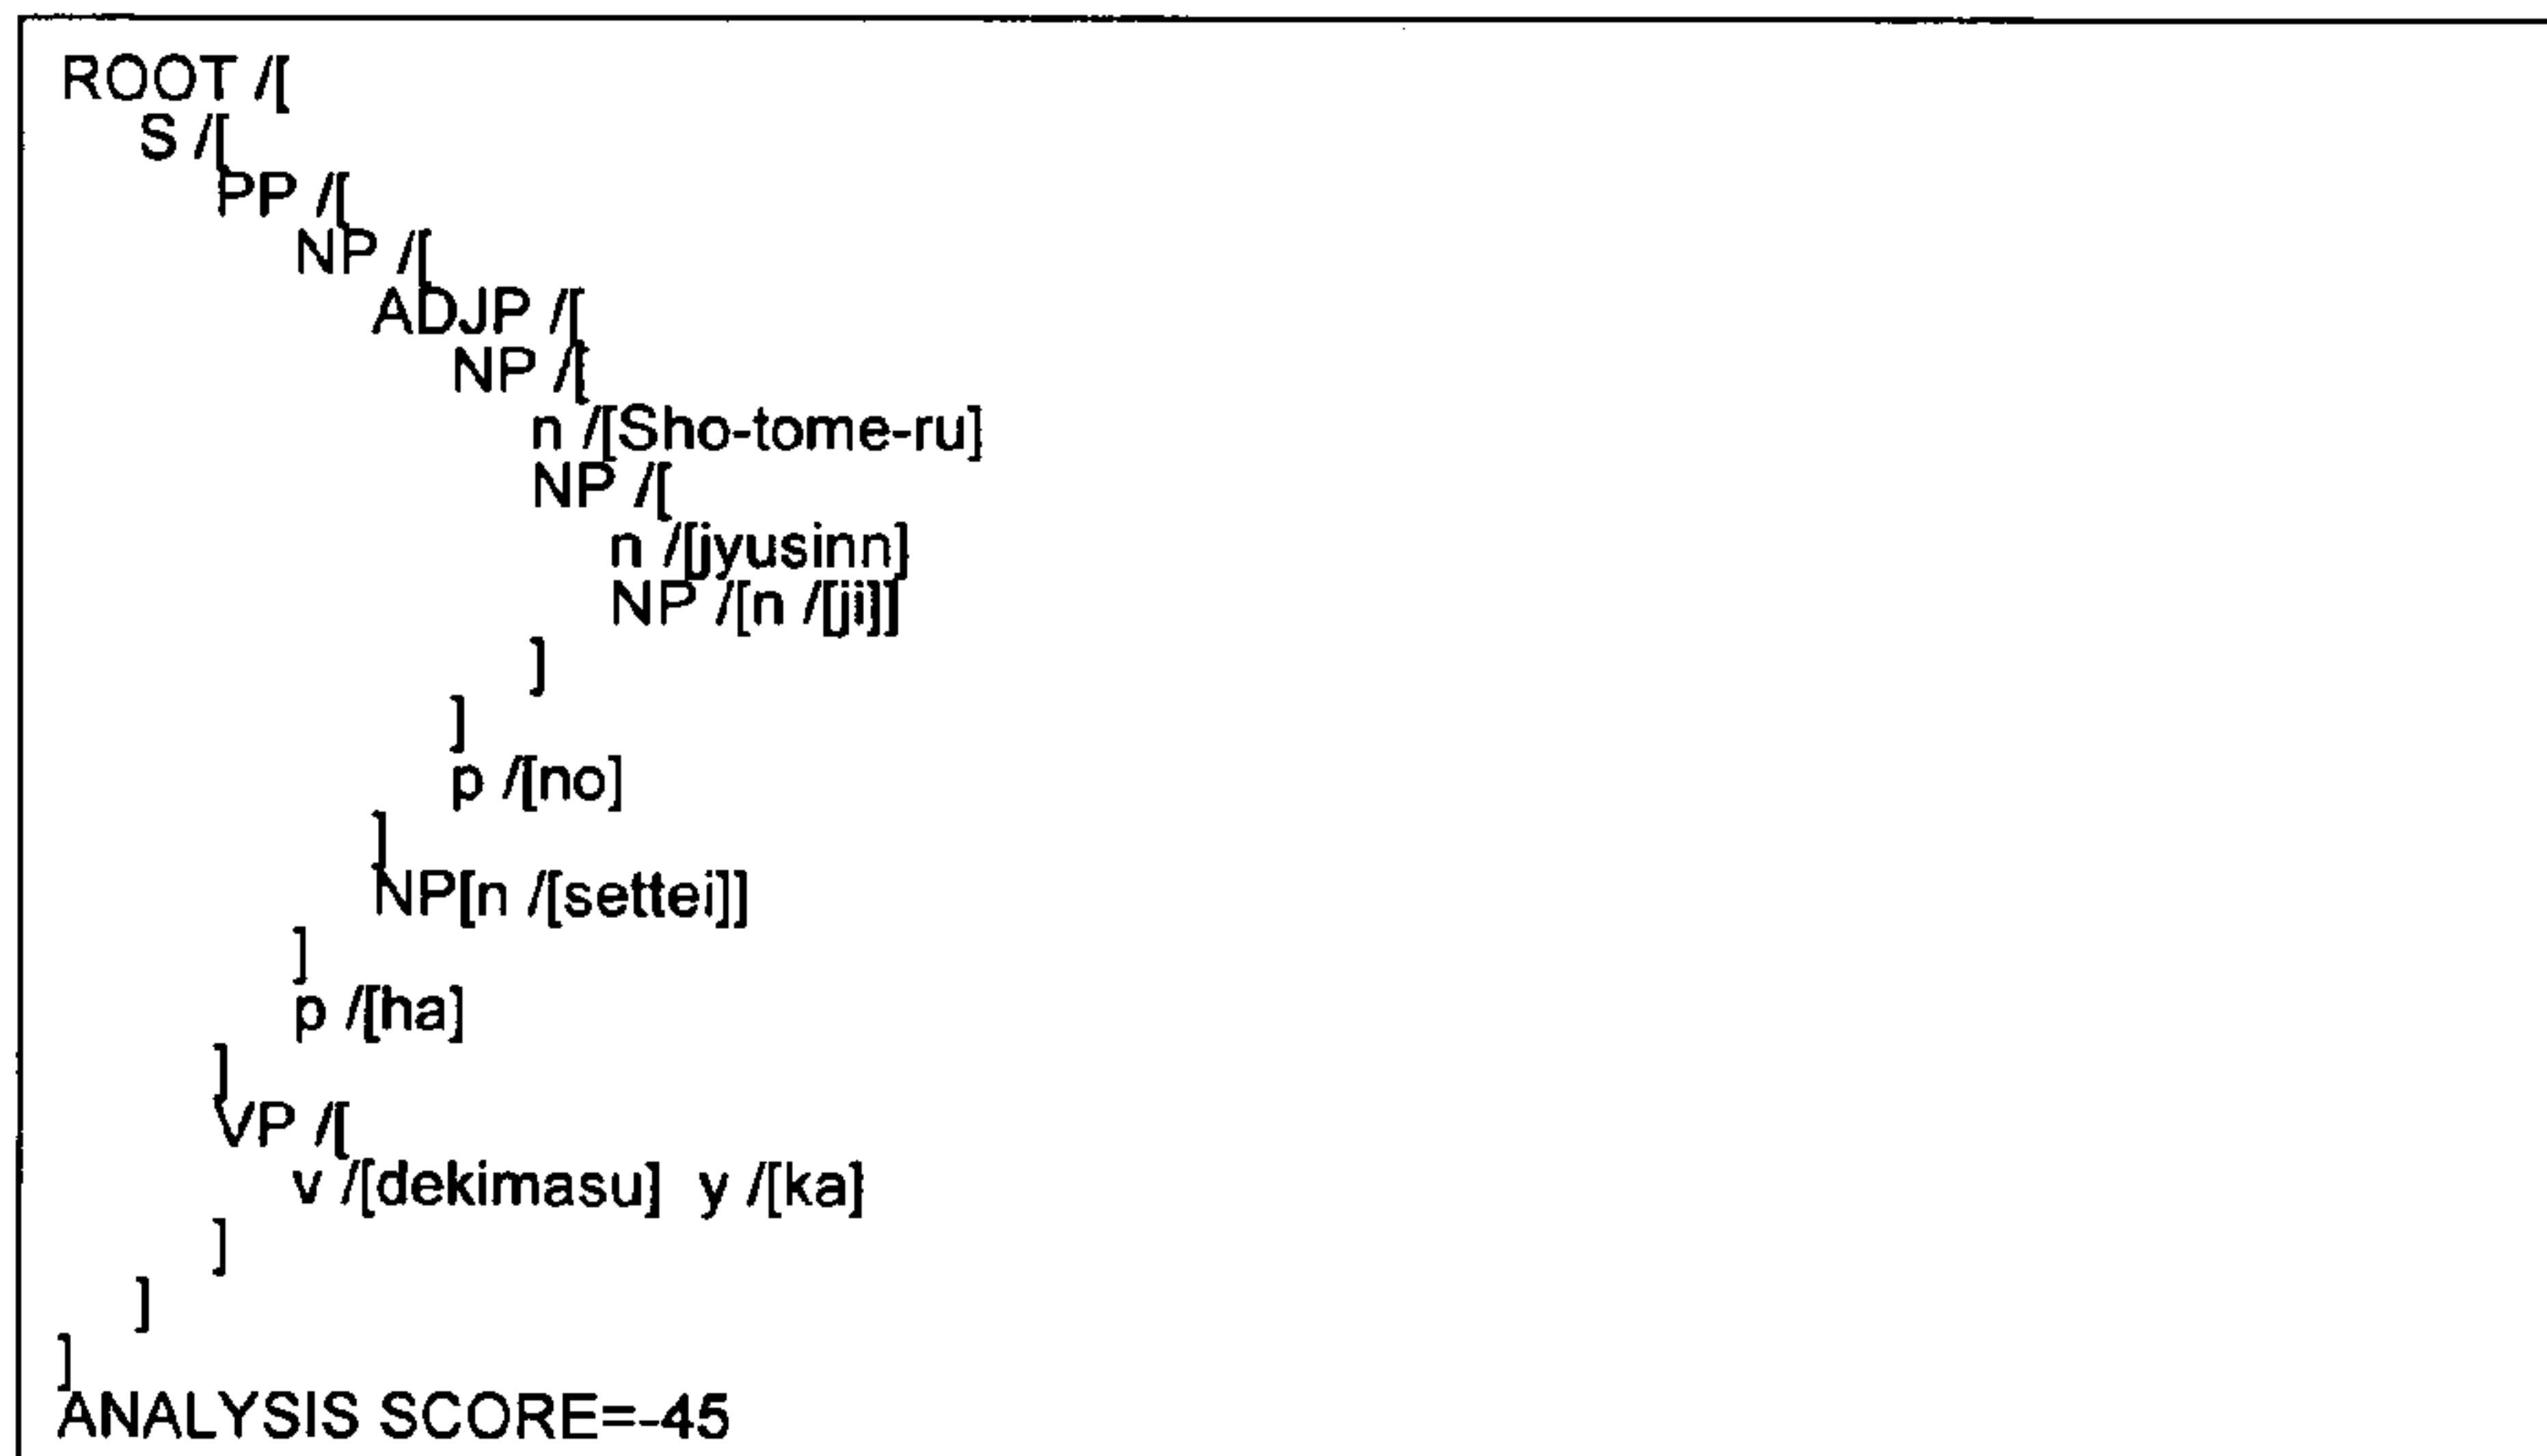 ROOT /[
S /[
PP /[
NP /[
ADJP /[
NP /[
n /[Sho-tome-ru]
NP /[
n /[jyusinn]
NP /[n /[ji]]
]
]
p /[no]
]
NP[n /[settei]]
]
p /[ha]
]
VP /[
v /[dekimasu] y /[ka]
]
]
]
ANALYSIS SCORE=-45